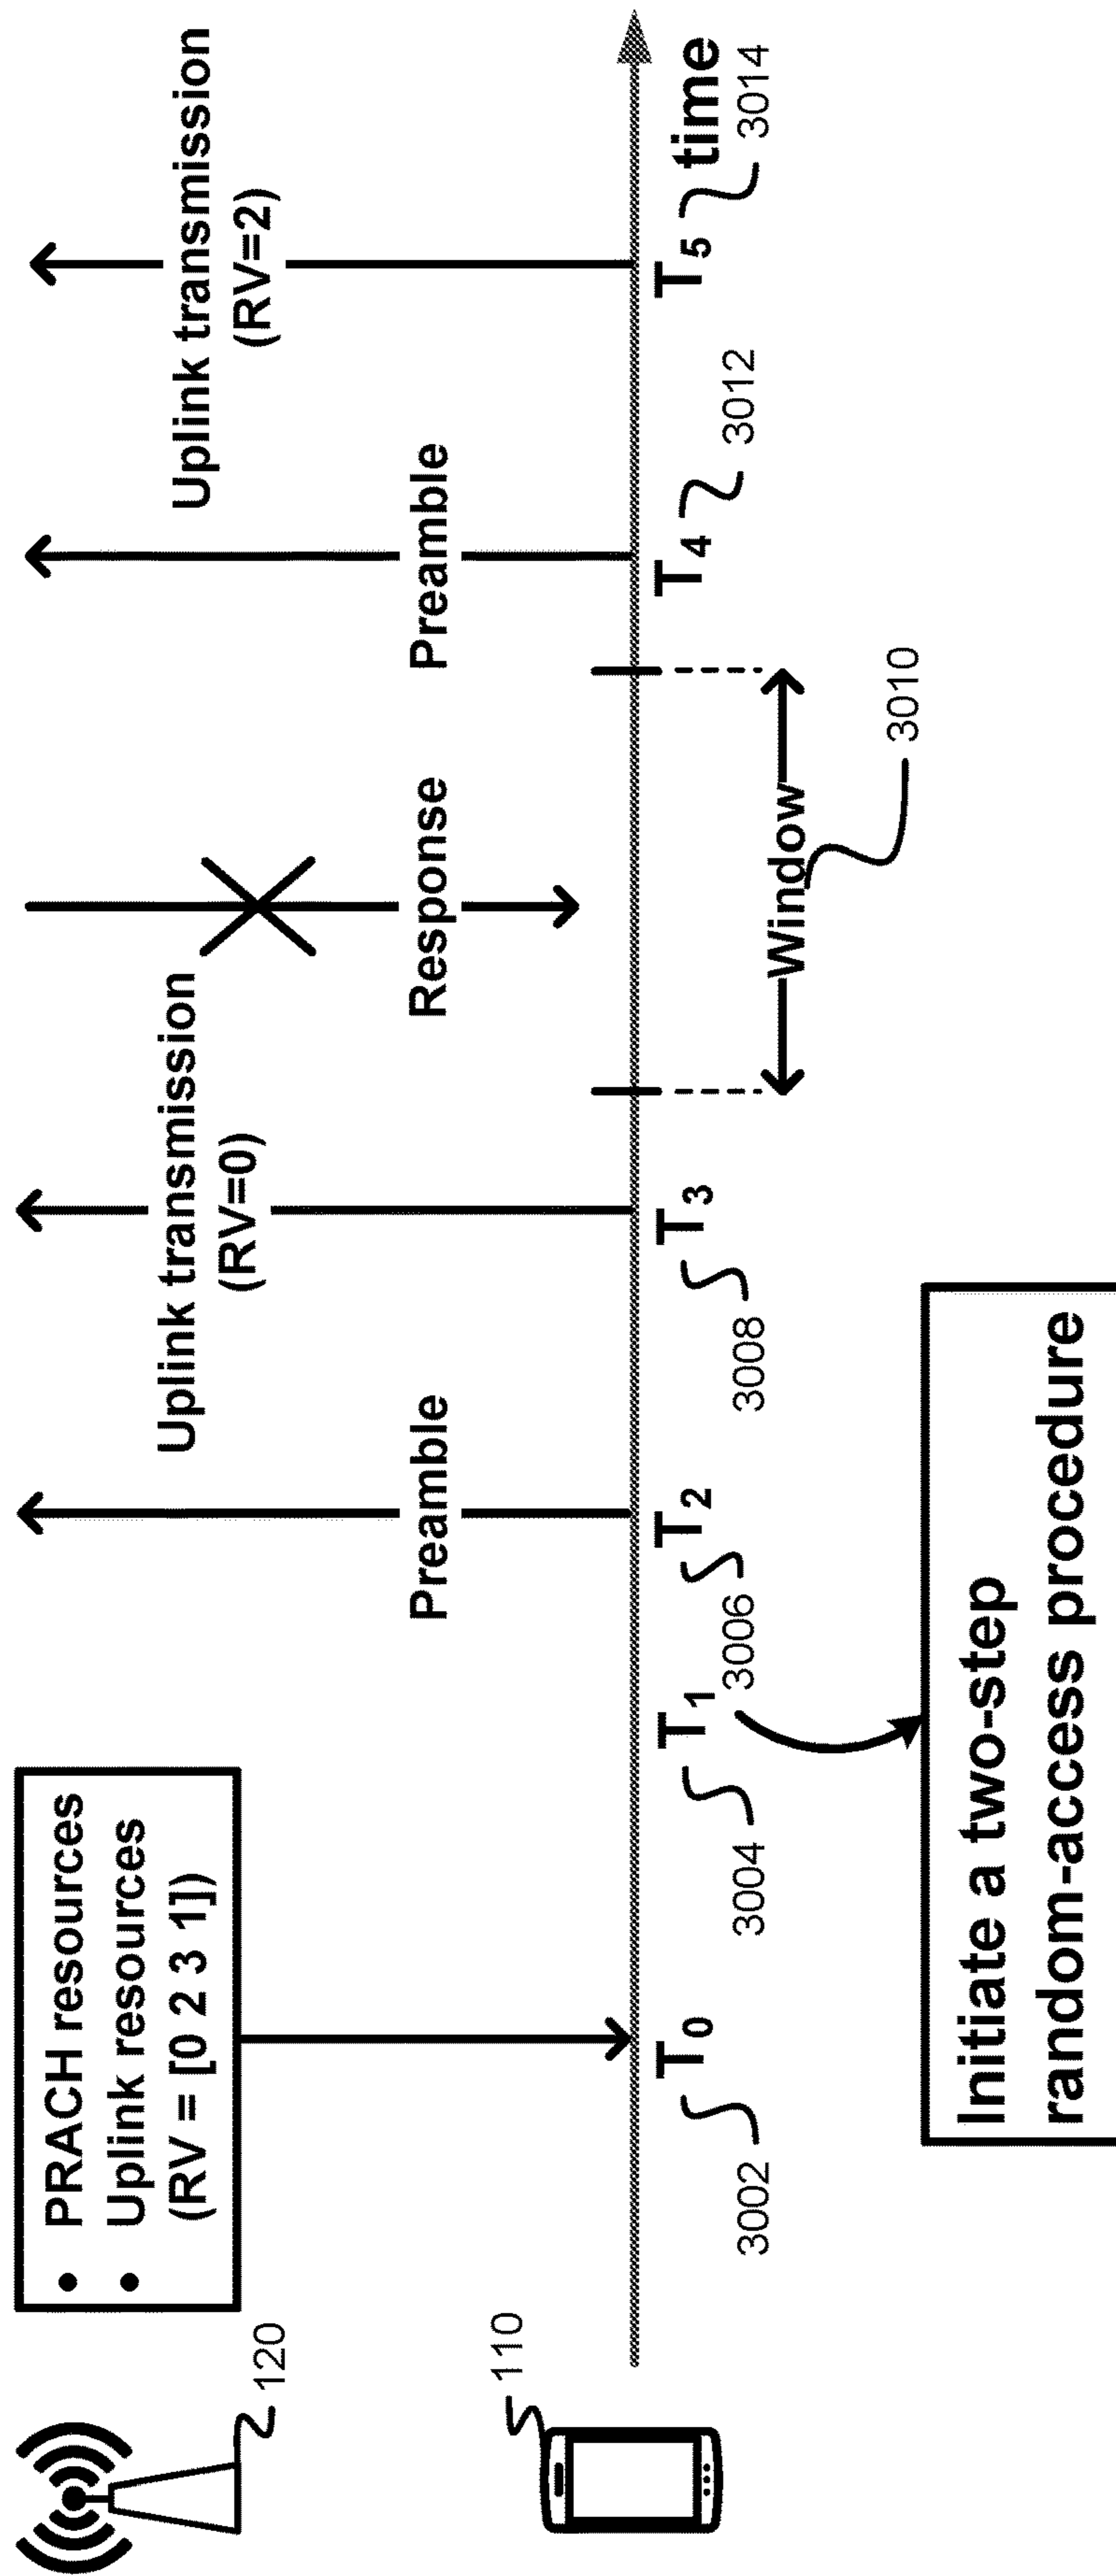 • PRACH resources
• Uplink resources
(RV = [0 2 3 1])
120
110
Preamble
Uplink transmission
(RV=0)
Response
Preamble
Uplink transmission
(RV=2)
T0
T1
T2
T3
T4
T5
time
3002
3004
3006
3008
3012
3014
Window
3010
Initiate a two-step
random-access procedure